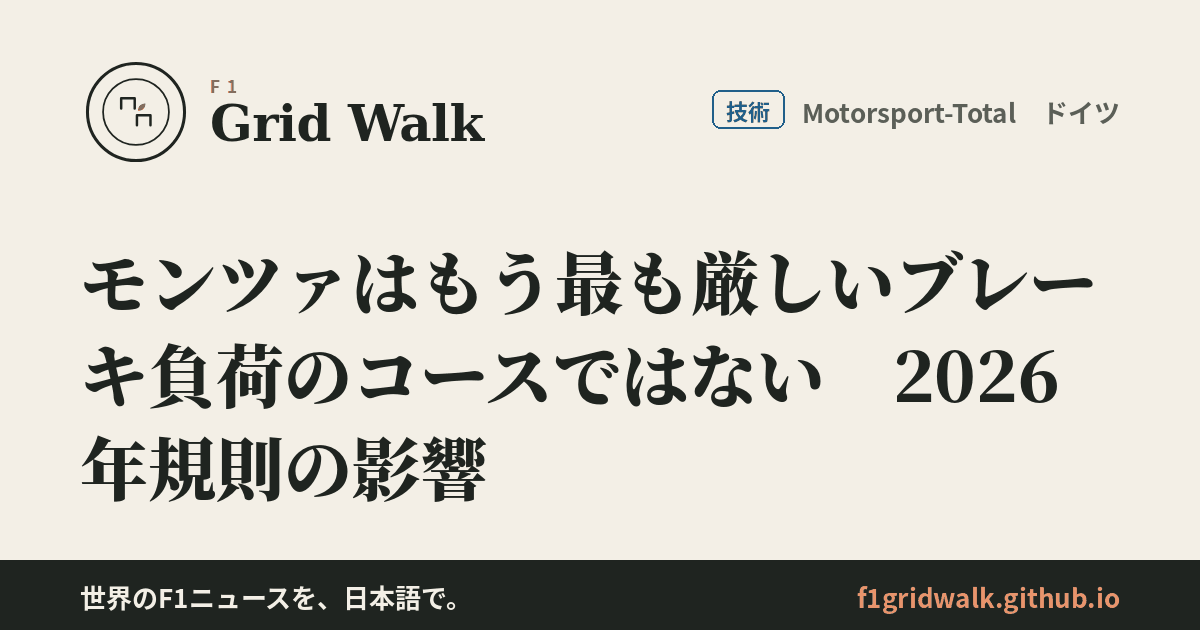 F1
Grid Walk
技術
Motorsport-Total　ドイツ
モンツァはもう最も厳しいブレー
キ負荷のコースではない　2026
年規則の影響
世界のF1ニュースを、日本語で。
f1gridwalk.github.io